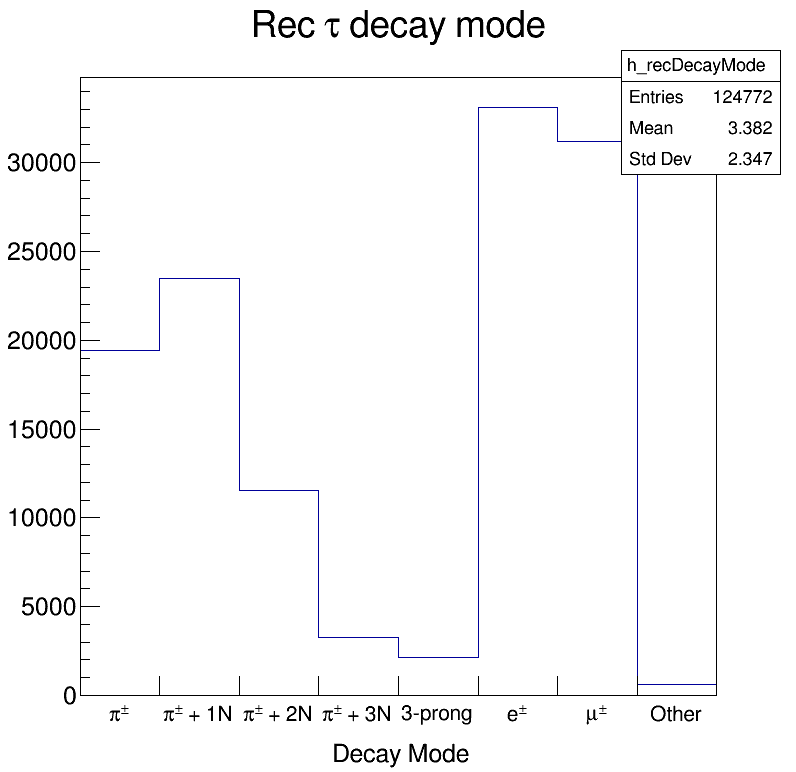 Rec τ decay mode
h_recDecayMode
Entries 124772
Mean 3.382
Std Dev 2.347
30000
25000
20000
15000
10000
5000
0
π± π± + 1N π± + 2N π± + 3N 3-prong e± μ± Other
Decay Mode